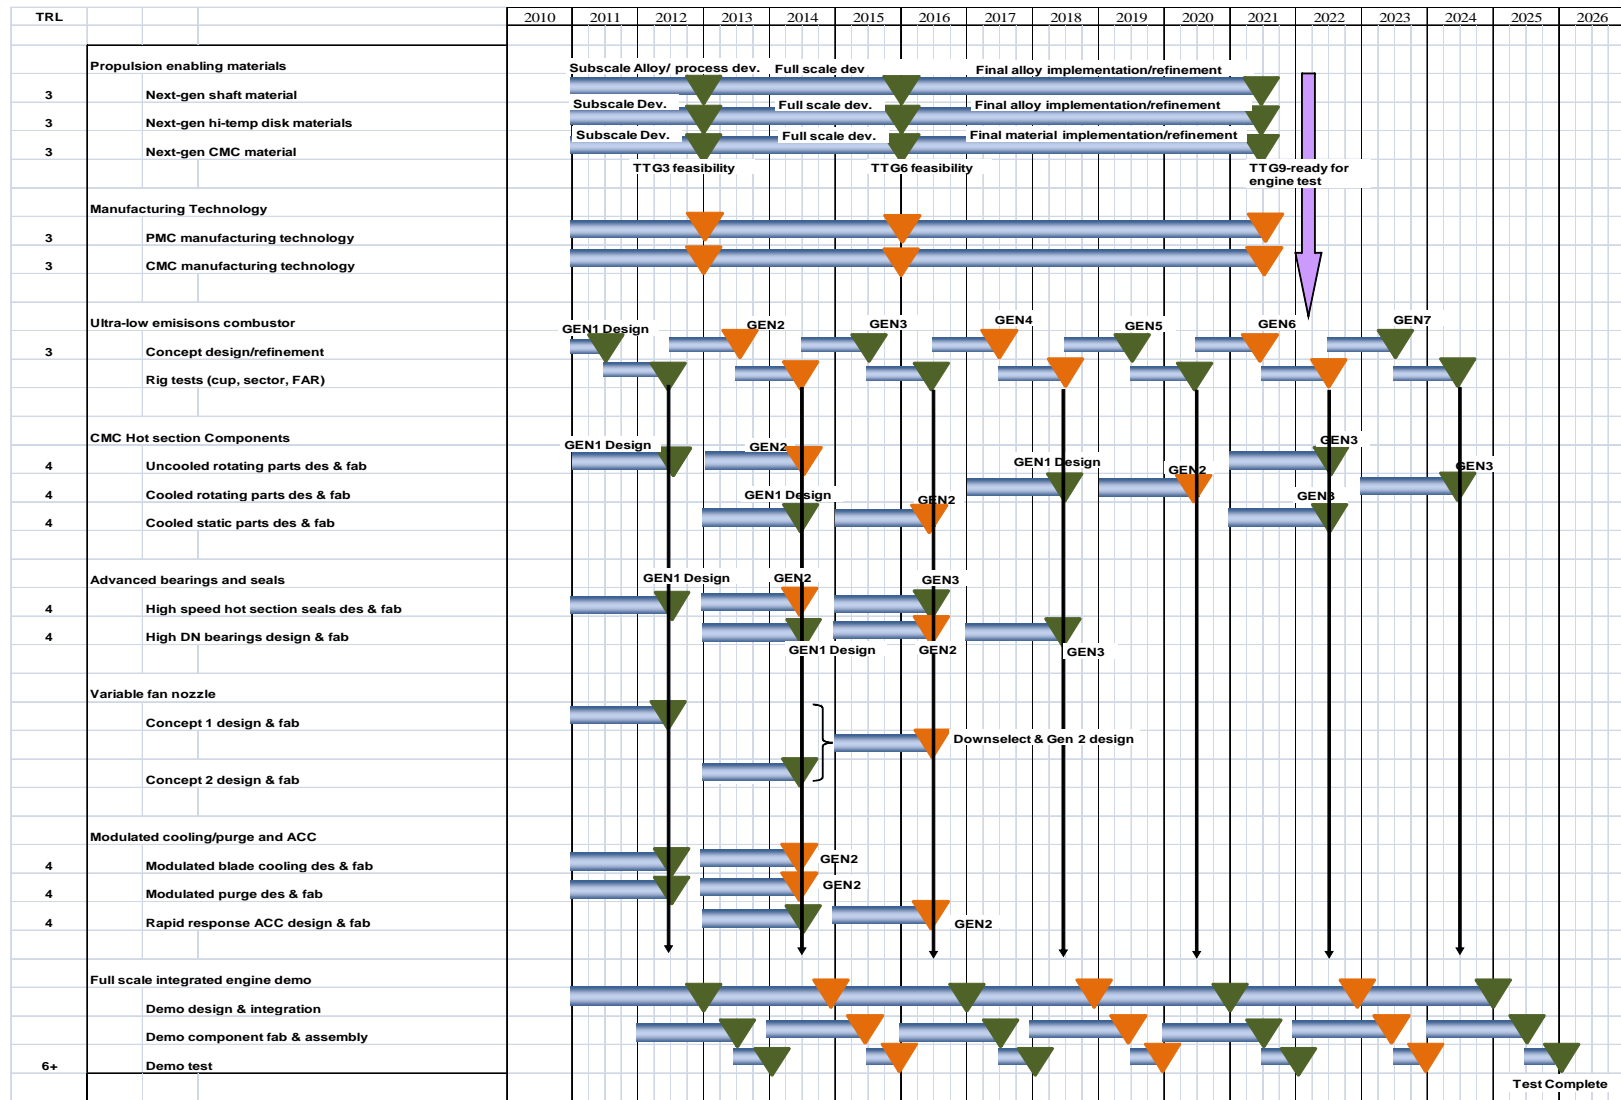 TRL 2010 2011 2012 2013 2014 2015 2016 2017 2018 2019 2020 2021 2022 2023 2024 2025 2026
Propulsion enabling materials
Subscale Alloy/ process dev. Full scale dev Final alloy implementation/refinement
3 Next-gen shaft material
Subscale Dev. Full scale dev. Final alloy implementation/refinement
3 Next-gen hi-temp disk materials
Subscale Dev. Full scale dev. Final material implementation/refinement
3 Next-gen CMC material
TTG3 feasibility TTG6 feasibility TTG9-ready for
engine test
Manufacturing Technology
3 PMC manufacturing technology
3 CMC manufacturing technology
Ultra-low emisisons combustor
GEN1 Design GEN2 GEN3 GEN4 GEN5 GEN6 GEN7
3 Concept design/refinement
Rig tests (cup, sector, FAR)
CMC Hot section Components
GEN1 Design GEN2 GEN3
4 Uncooled rotating parts des & fab
GEN1 Design GEN2 GEN3
4 Cooled rotating parts des & fab
GEN1 Design GEN2 GEN3
4 Cooled static parts des & fab
Advanced bearings and seals
GEN1 Design GEN2 GEN3
4 High speed hot section seals des & fab
4 High DN bearings design & fab
GEN1 Design GEN2 GEN3
Variable fan nozzle
Concept 1 design & fab
Downselect & Gen 2 design
Concept 2 design & fab
Modulated cooling/purge and ACC
4 Modulated blade cooling des & fab GEN2
4 Modulated purge des & fab GEN2
4 Rapid response ACC design & fab GEN2
Full scale integrated engine demo
Demo design & integration
Demo component fab & assembly
6+ Demo test
Test Complete